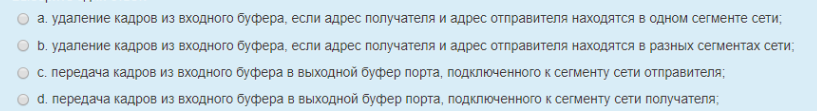 a. удаление кадров из входного буфера, если адрес получателя и адрес отправителя находятся в одном сегменте сети;
b. удаление кадров из входного буфера, если адрес получателя и адрес отправителя находятся в разных сегментах сети;
c. передача кадров из входного буфера в выходной буфер порта, подключенного к сегменту сети отправителя;
d. передача кадров из входного буфера в выходной буфер порта, подключенного к сегменту сети получателя;